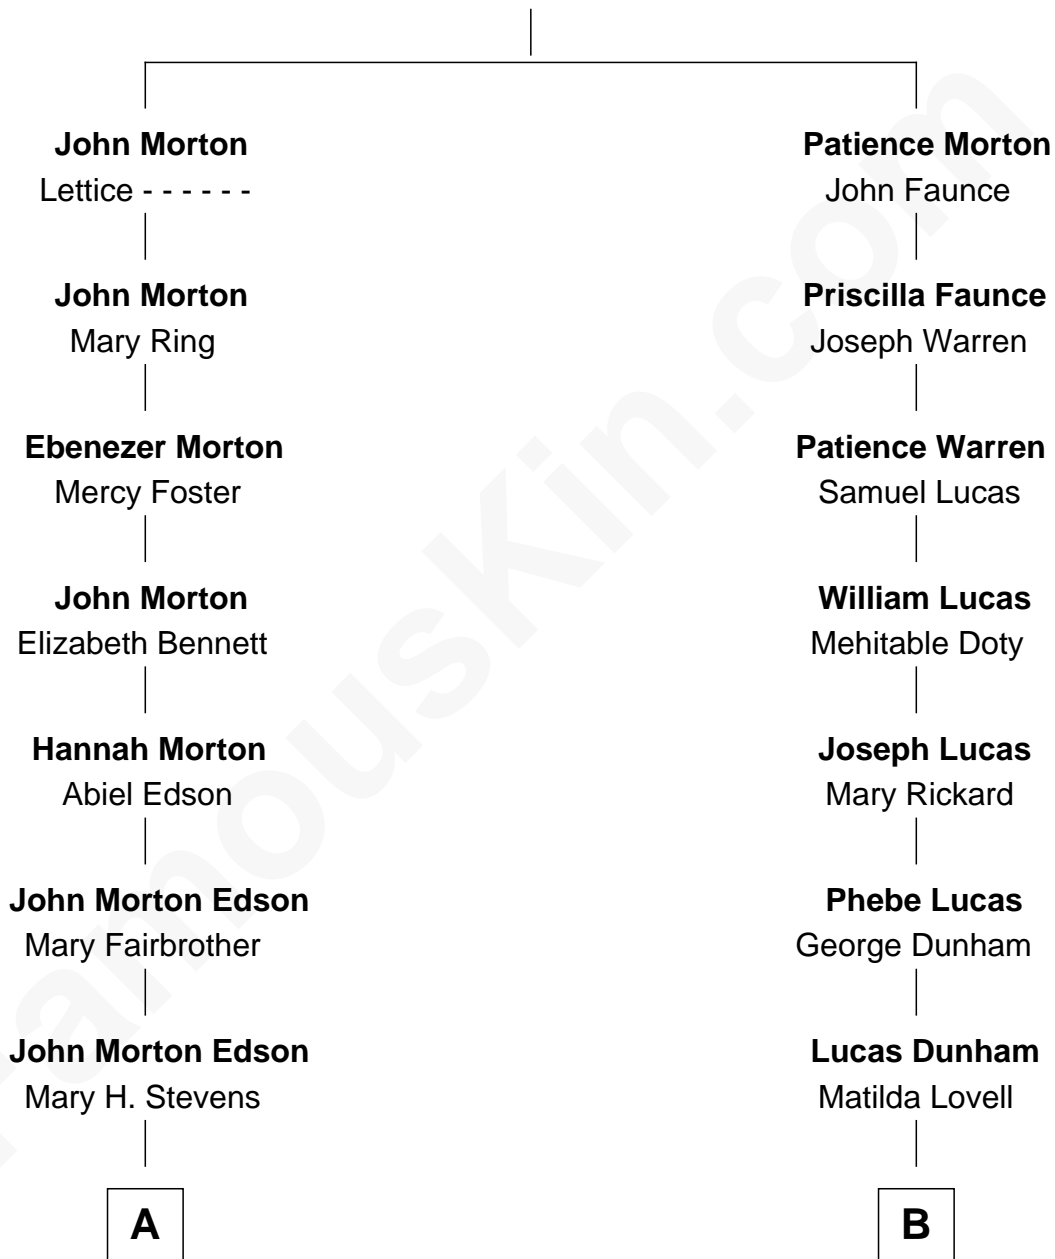 John Morton
Lettice - - - - - -
John Morton
Mary Ring
Ebenezer Morton
Mercy Foster
John Morton
Elizabeth Bennett
Hannah Morton
Abiel Edson
John Morton Edson
Mary Fairbrother
John Morton Edson
Mary H. Stevens
A
Patience Morton
John Faunce
Priscilla Faunce
Joseph Warren
Patience Warren
Samuel Lucas
William Lucas
Mehitable Doty
Joseph Lucas
Mary Rickard
Phebe Lucas
George Dunham
Lucas Dunham
Matilda Lovell
B
FamousKin.com